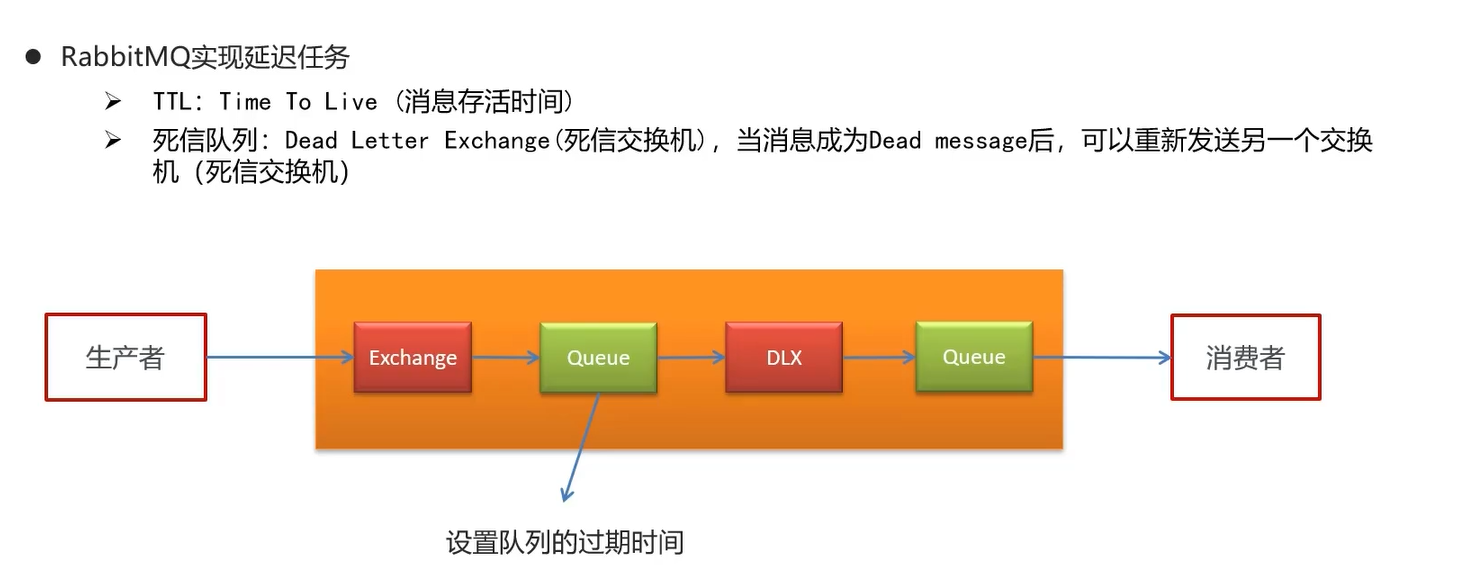 RabbitMQ实现延迟任务
TTL：Time To Live (消息存活时间)
死信队列：Dead Letter Exchange(死信交换机)，当消息成为Dead message后，可以重新发送另一个交换
机（死信交换机）
生产者
Exchange
Queue
DLX
Queue
消费者
设置队列的过期时间